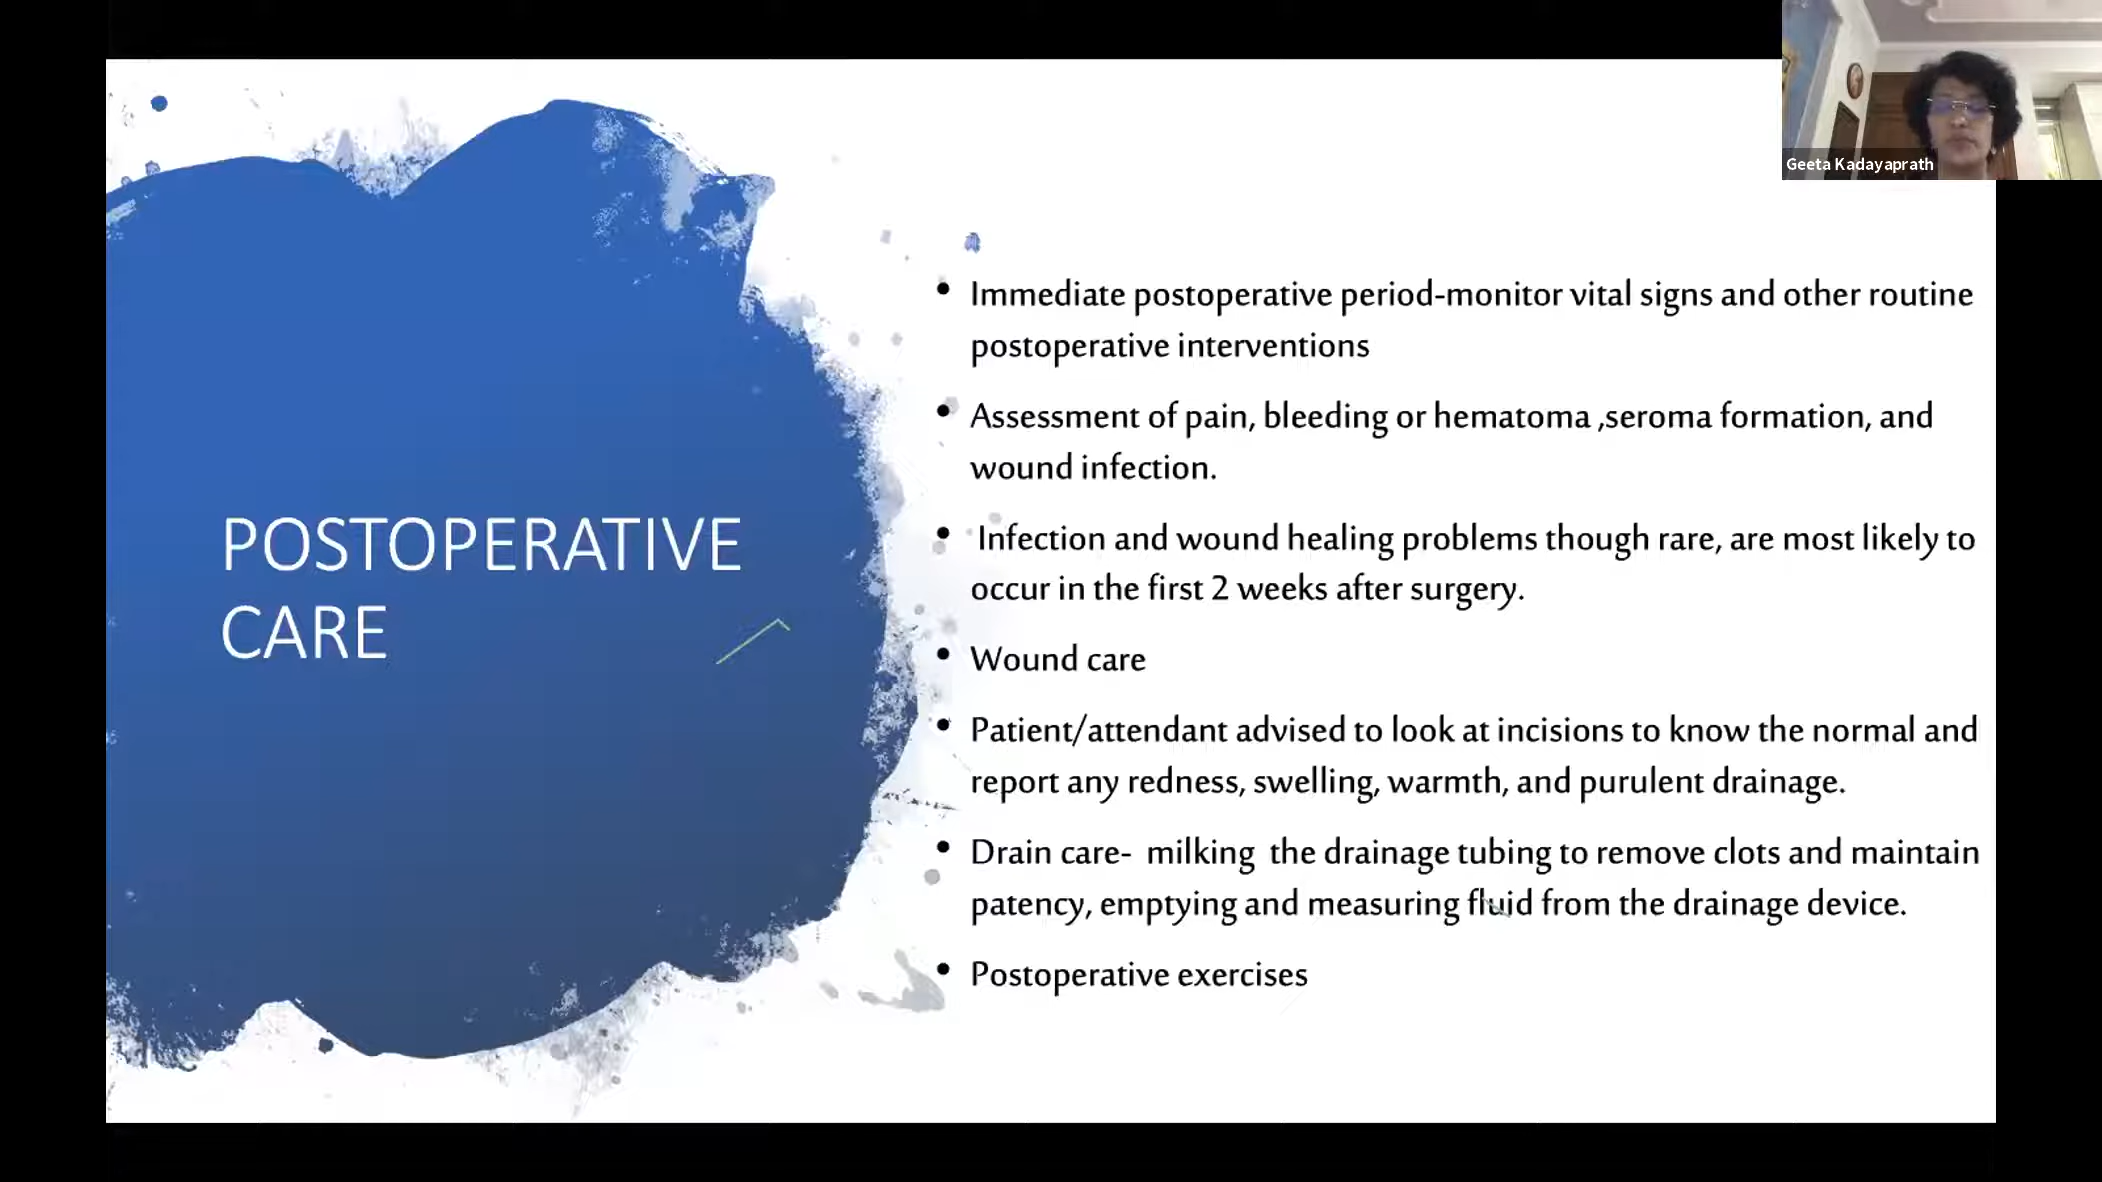 Geeta Kadayaprath
POSTOPERATIVE
CARE
• Immediate postoperative period-monitor vital signs and other routine
postoperative interventions
• Assessment of pain, bleeding or hematoma ,seroma formation, and
wound infection.
• Infection and wound healing problems though rare, are most likely to
occur in the first 2 weeks after surgery.
• Wound care
• Patient/attendant advised to look at incisions to know the normal and
report any redness, swelling, warmth, and purulent drainage.
• Drain care- milking the drainage tubing to remove clots and maintain
patency, emptying and measuring fluid from the drainage device.
• Postoperative exercises